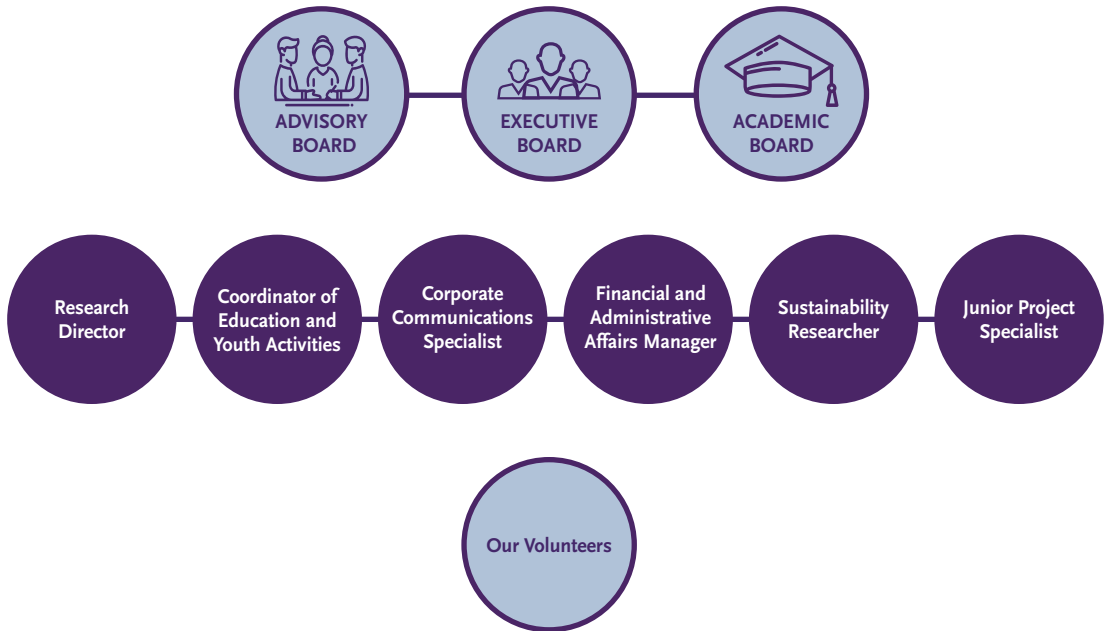 ADVISORY
BOARD
EXECUTIVE
BOARD
ACADEMIC
BOARD
Research
Director
Coordinator of
Education and
Youth Activities
Corporate
Communications
Specialist
Financial and
Administrative
Affairs Manager
Sustainability
Researcher
Junior Project
Specialist
Our Volunteers